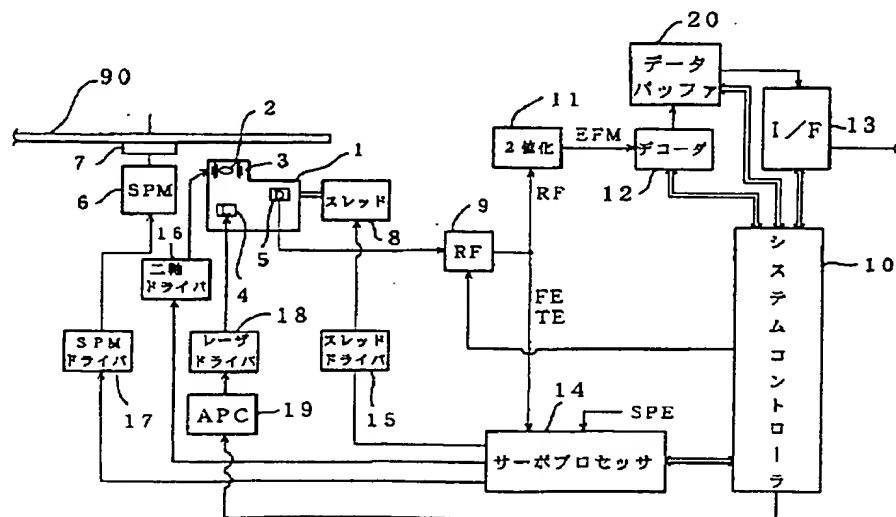 20
90
データ
バッファ
11
2
3
1
2値化
EFM
デコーダ
I/F
13
7
12
6
SPM
スレッド
8
9
RF
5
16
RF
10
二軸
ドライバ
4
FE
TE
18
SPM
ドライバ
レーザ
ドライバ
スレッド
ドライバ
17
APC
19
15
14
SPE
サーボプロセッサ
システムコントローラ